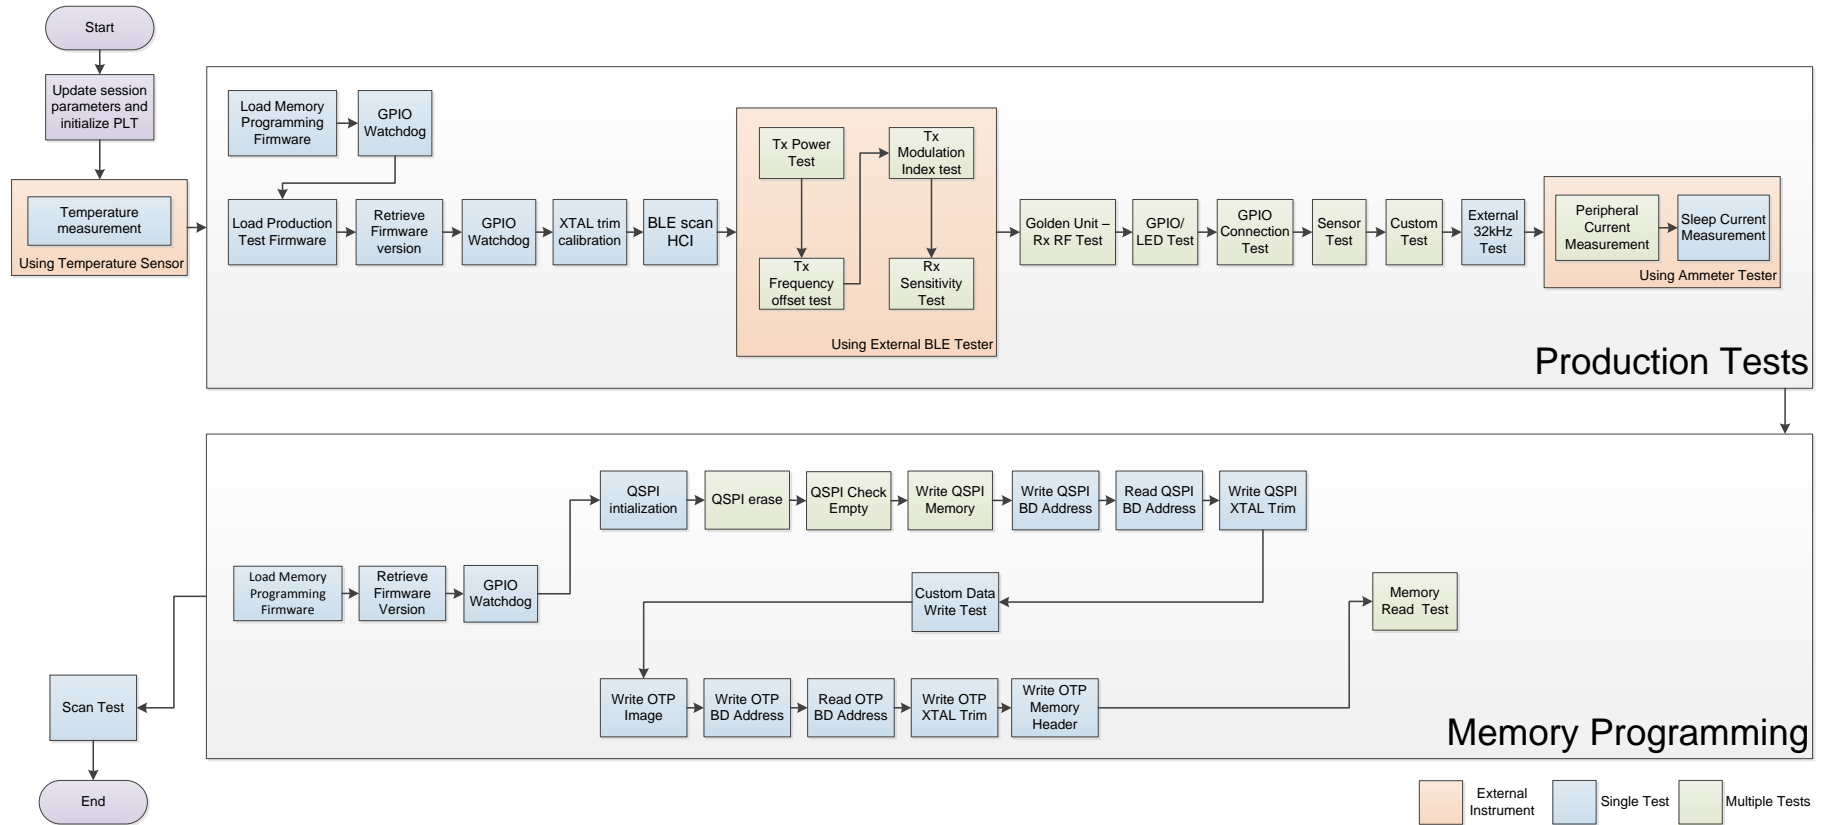 Start
Update session
parameters and
initialize PLT
Temperature
measurement
Using Temperature Sensor
Load Memory
Programming
Firmware
GPIO
Watchdog
Load Production
Test Firmware
Retrieve
Firmware
version
GPIO
Watchdog
XTAL trim
calibration
BLE scan
HCI
Tx Power
Test
Tx
Frequency
offset test
Tx
Modulation
Index test
Rx
Sensitivity
Test
Using External BLE Tester
Golden Unit –
Rx RF Test
GPIO/
LED Test
GPIO
Connection
Test
Sensor
Test
Custom
Test
External
32kHz
Test
Peripheral
Current
Measurement
Sleep Current
Measurement
Using Ammeter Tester
Production Tests
Load Memory
Programming
Firmware
Retrieve
Firmware
Version
GPIO
Watchdog
QSPI
intialization
QSPI erase
QSPI Check
Empty
Write QSPI
Memory
Write QSPI
BD Address
Read QSPI
BD Address
Write QSPI
XTAL Trim
Custom Data
Write Test
Write OTP
Image
Write OTP
BD Address
Read OTP
BD Address
Write OTP
XTAL Trim
Write OTP
Memory
Header
Memory
Read Test
Memory Programming
Scan Test
End
External
Instrument
Single Test
Multiple Tests